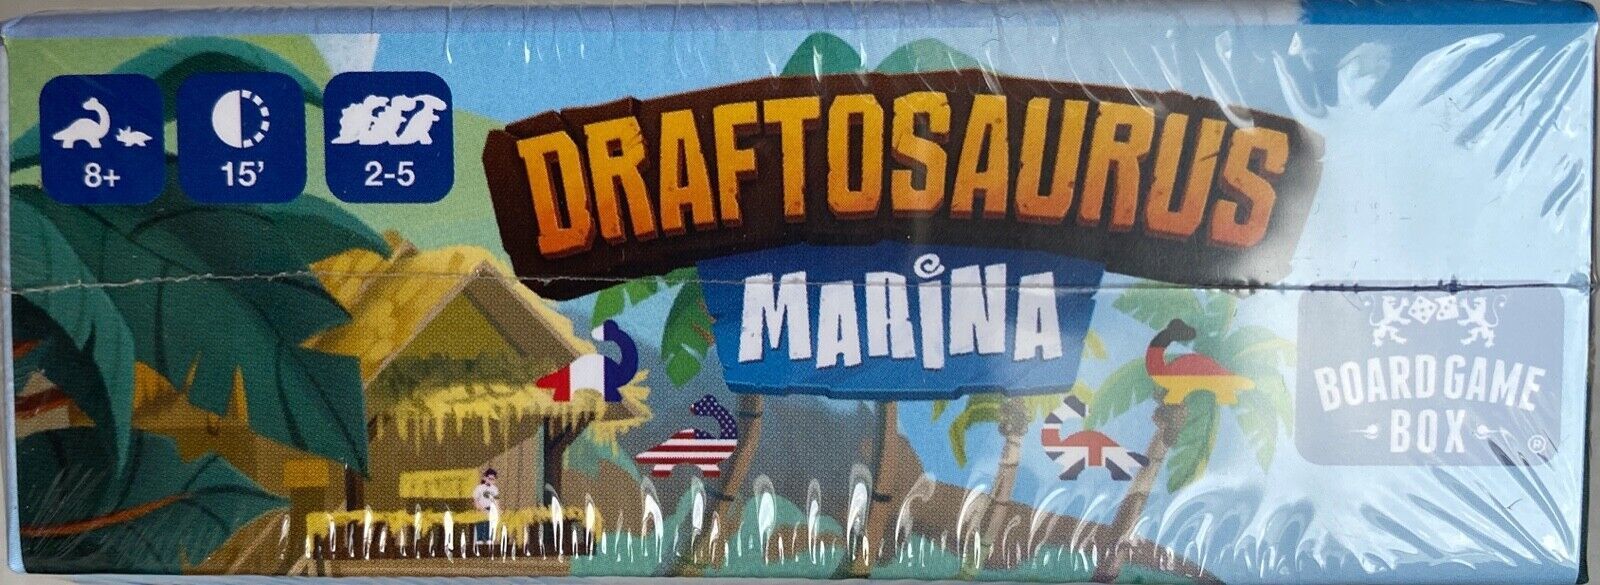 8+
15’
2-5
DRAFTOSAURUS
MARINA
BOARD GAME
BOX
®